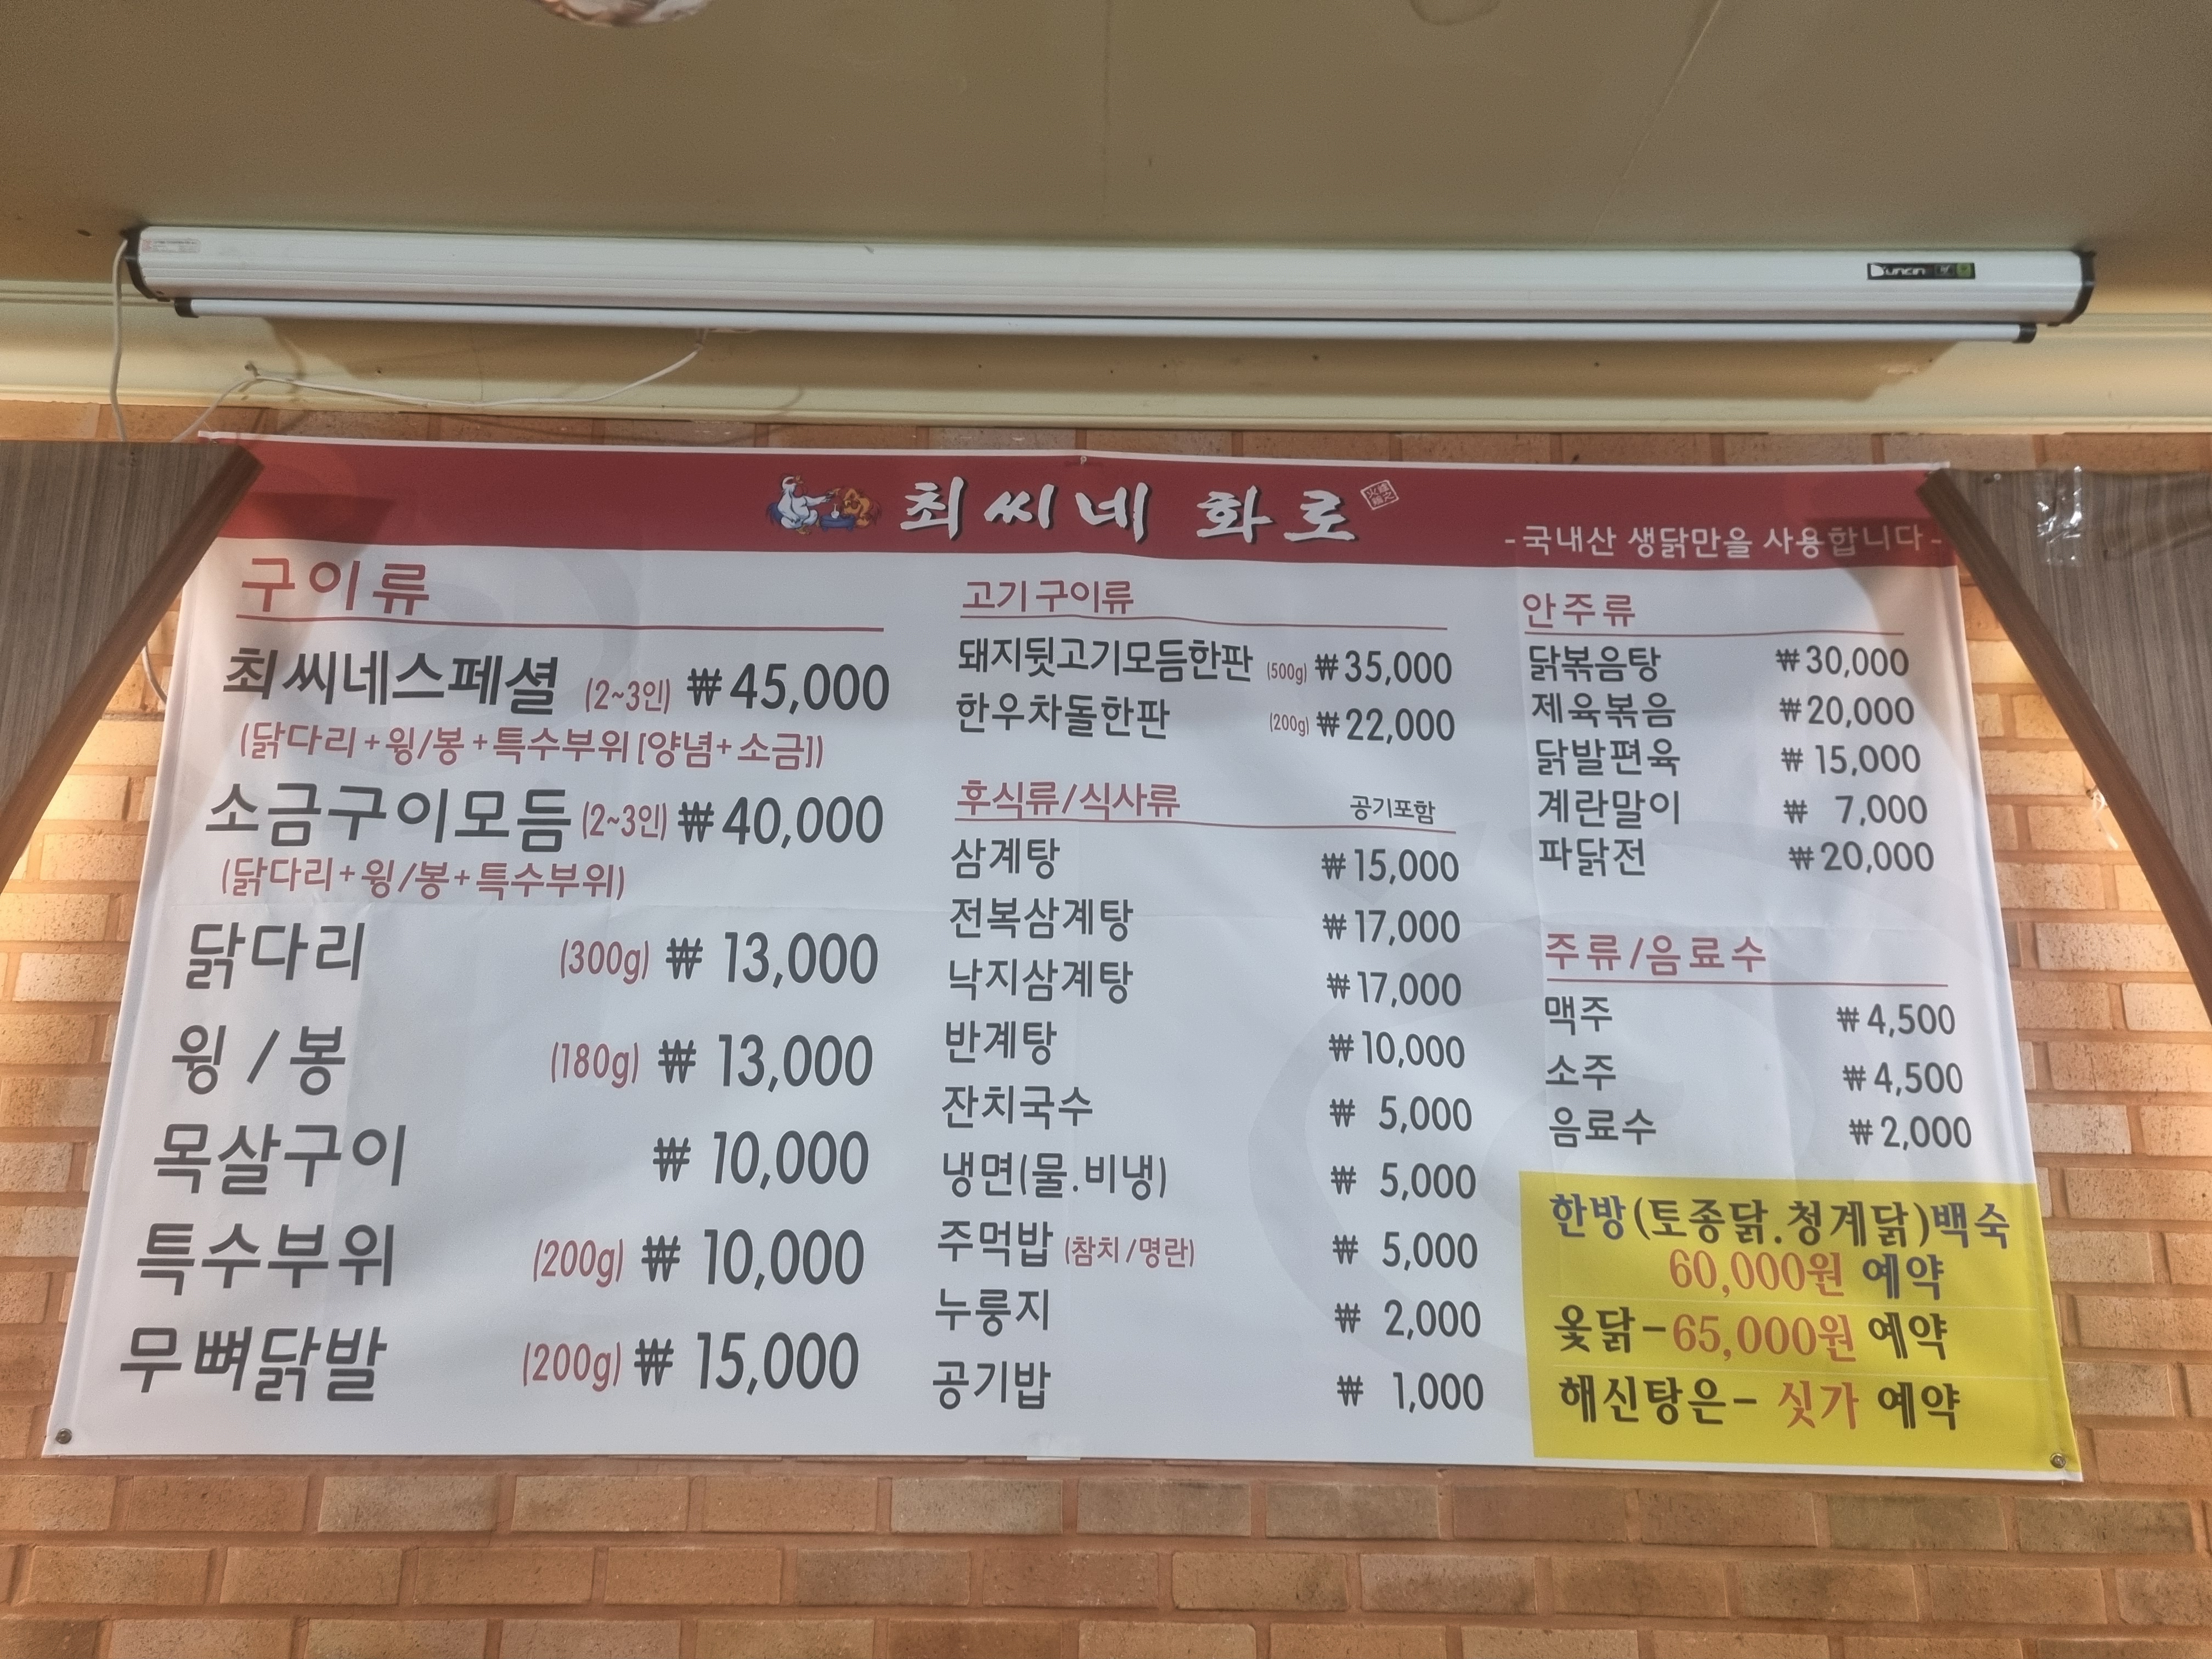 최씨네 화로
-국내산 생닭만을 사용합니다-
구이류
최씨네스페셜 (2~3인) ₩45,000
(닭다리+윙/봉+특수부위[양념+소금])
소금구이모듬 (2~3인) ₩40,000
(닭다리+윙/봉+특수부위)
닭다리 (300g) ₩ 13,000
윙/봉 (180g) ₩ 13,000
목살구이 ₩ 10,000
특수부위 (200g) ₩ 10,000
무뼈닭발 (200g) ₩ 15,000
고기구이류
돼지뒷고기모듬한판 (500g) ₩35,000
한우차돌한판 (200g) ₩22,000
후식류/식사류 공기포함
삼계탕 ₩15,000
전복삼계탕 ₩17,000
낙지삼계탕 ₩17,000
반계탕 ₩10,000
잔치국수 ₩ 5,000
냉면(물.비냉) ₩ 5,000
주먹밥 (참치/명란) ₩ 5,000
누룽지 ₩ 2,000
공기밥 ₩ 1,000
안주류
닭볶음탕 ₩30,000
제육볶음 ₩20,000
닭발편육 ₩ 15,000
계란말이 ₩ 7,000
파닭전 ₩20,000
주류/음료수
맥주 ₩4,500
소주 ₩4,500
음료수 ₩2,000
한방(토종닭.청계닭)백숙
60,000원 예약
옻닭-65,000원 예약
해신탕은- 싯가 예약